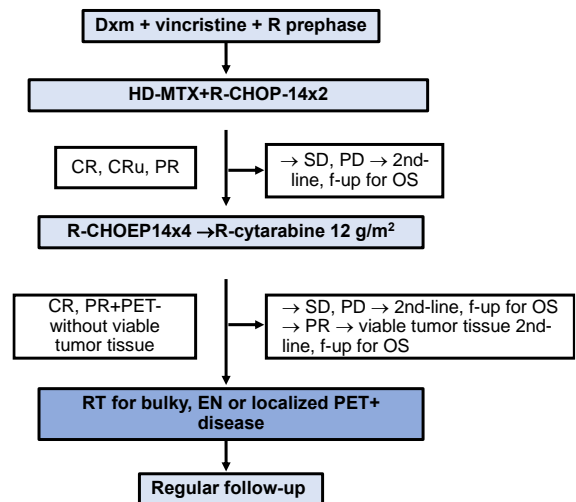 Dxm + vincristine + R prephase
HD-MTX+R-CHOP-14x2
CR, CRu, PR
→ SD, PD → 2nd-
line, f-up for OS
R-CHOEP14x4 →R-cytarabine 12 g/m²
CR, PR+PET-
without viable
tumor tissue
→ SD, PD → 2nd-line, f-up for OS
→ PR → viable tumor tissue 2nd-
line, f-up for OS
RT for bulky, EN or localized PET+
disease
Regular follow-up